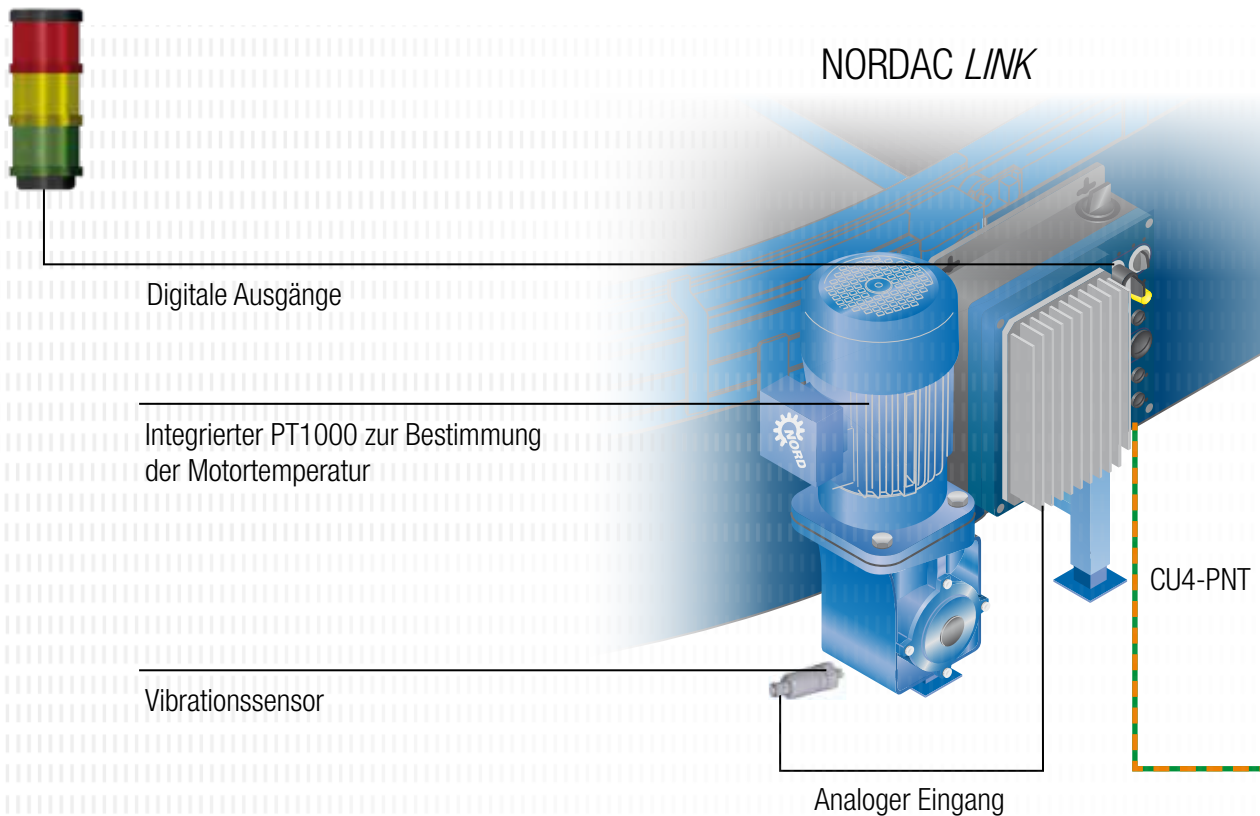 NORDAC LINK
Digitale Ausgänge
Integrierter PT1000 zur Bestimmung
der Motortemperatur
NORD
CU4-PNT
Vibrationssensor
Analoger Eingang